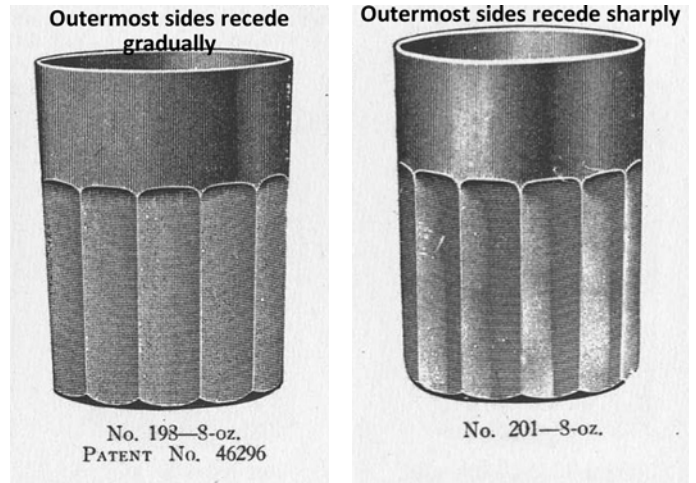 Outermost sides recede
gradually
No. 198—8-oz.
PATENT No. 46296
Outermost sides recede sharply
No. 201—8-oz.